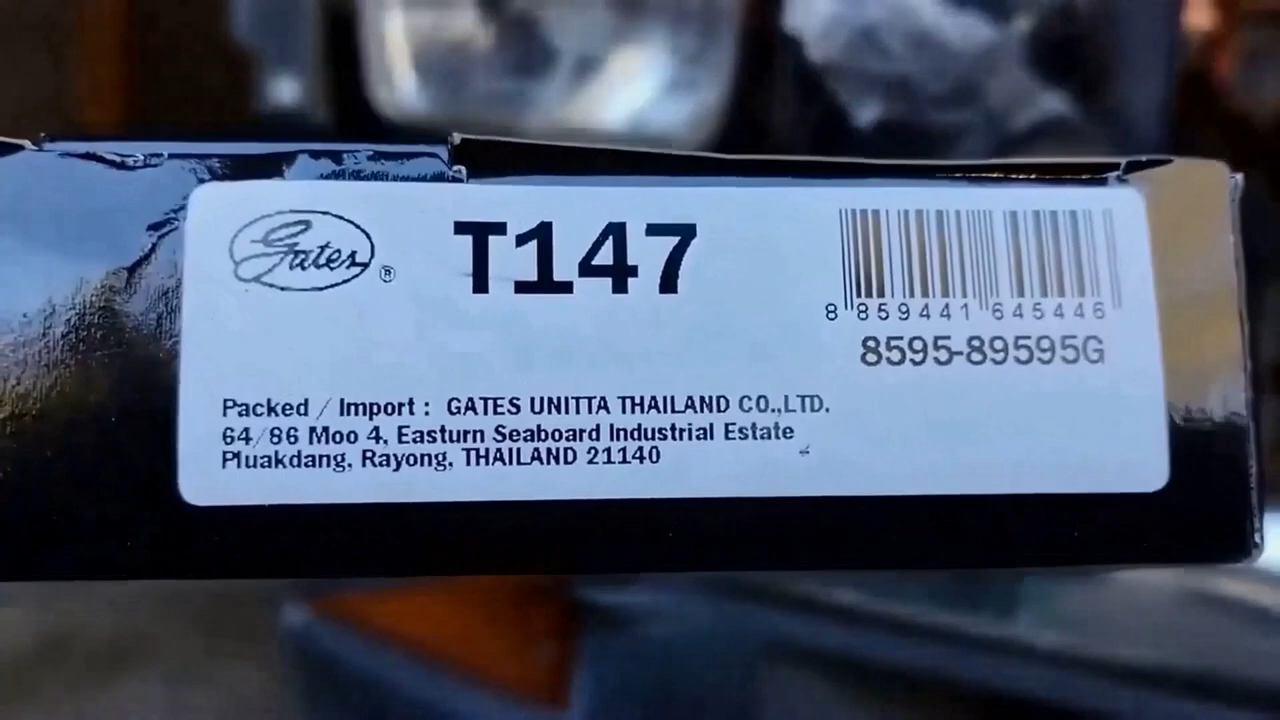 Gates ®
T147
8 859441 645446
8595-89595G
Packed / Import : GATES UNITTA THAILAND CO.,LTD.
64/86 Moo 4, Easturn Seaboard Industrial Estate
Pluakdang, Rayong, THAILAND 21140